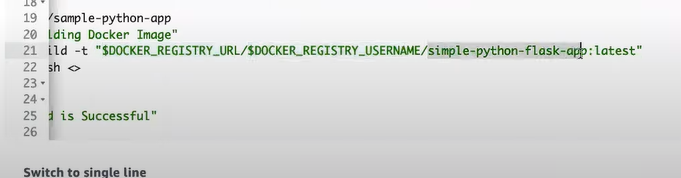 18
19 /sample-python-app
20 lding Docker Image"
21 ild -t "$DOCKER_REGISTRY_URL/$DOCKER_REGISTRY_USERNAME/simple-python-flask-app:latest"
22 sh <>
23
24
25 d is Successful"
26
Switch to single line